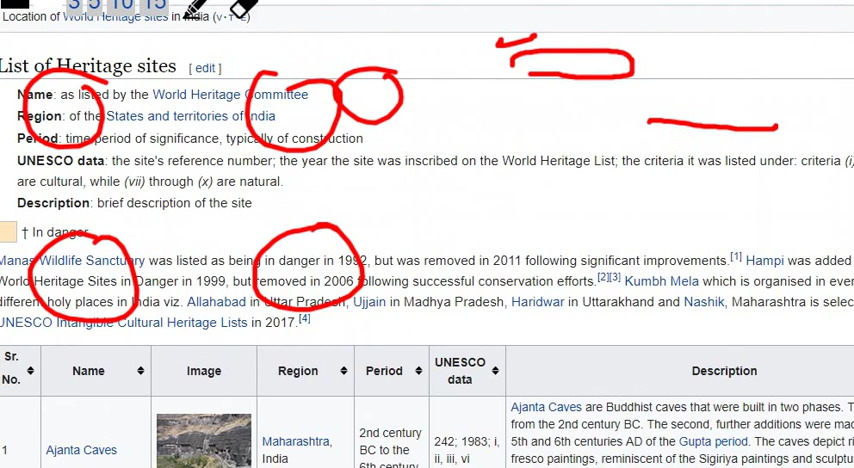 3 5 10 15
Location of World Heritage sites in India (v · T · E)
List of Heritage sites [ edit ]
Name: as listed by the World Heritage Committee
Region: of the States and territories of India
Period: time period of significance, typically of construction
UNESCO data: the site's reference number; the year the site was inscribed on the World Heritage List; the criteria it was listed under: criteria (i)
are cultural, while (vii) through (x) are natural.
Description: brief description of the site
† In danger
Manas Wildlife Sanctuary was listed as being in danger in 1992, but was removed in 2011 following significant improvements.[1] Hampi was added
World Heritage Sites in Danger in 1999, but removed in 2006 following successful conservation efforts.[2][3] Kumbh Mela which is organised in
different holy places in India viz. Allahabad in Uttar Pradesh, Ujjain in Madhya Pradesh, Haridwar in Uttarakhand and Nashik, Maharashtra is
UNESCO Intangible Cultural Heritage Lists in 2017.[4]
Sr. No. Name Image Region Period UNESCO data Description
1 Ajanta Caves Maharashtra, India 2nd century BC to the 6th century 242; 1983; i, ii, iii, vi
Ajanta Caves are Buddhist caves that were built in two phases.
from the 2nd century BC. The second, further additions were
5th and 6th centuries AD of the Gupta period. The caves depict
fresco paintings, reminiscent of the Sigiriya paintings and